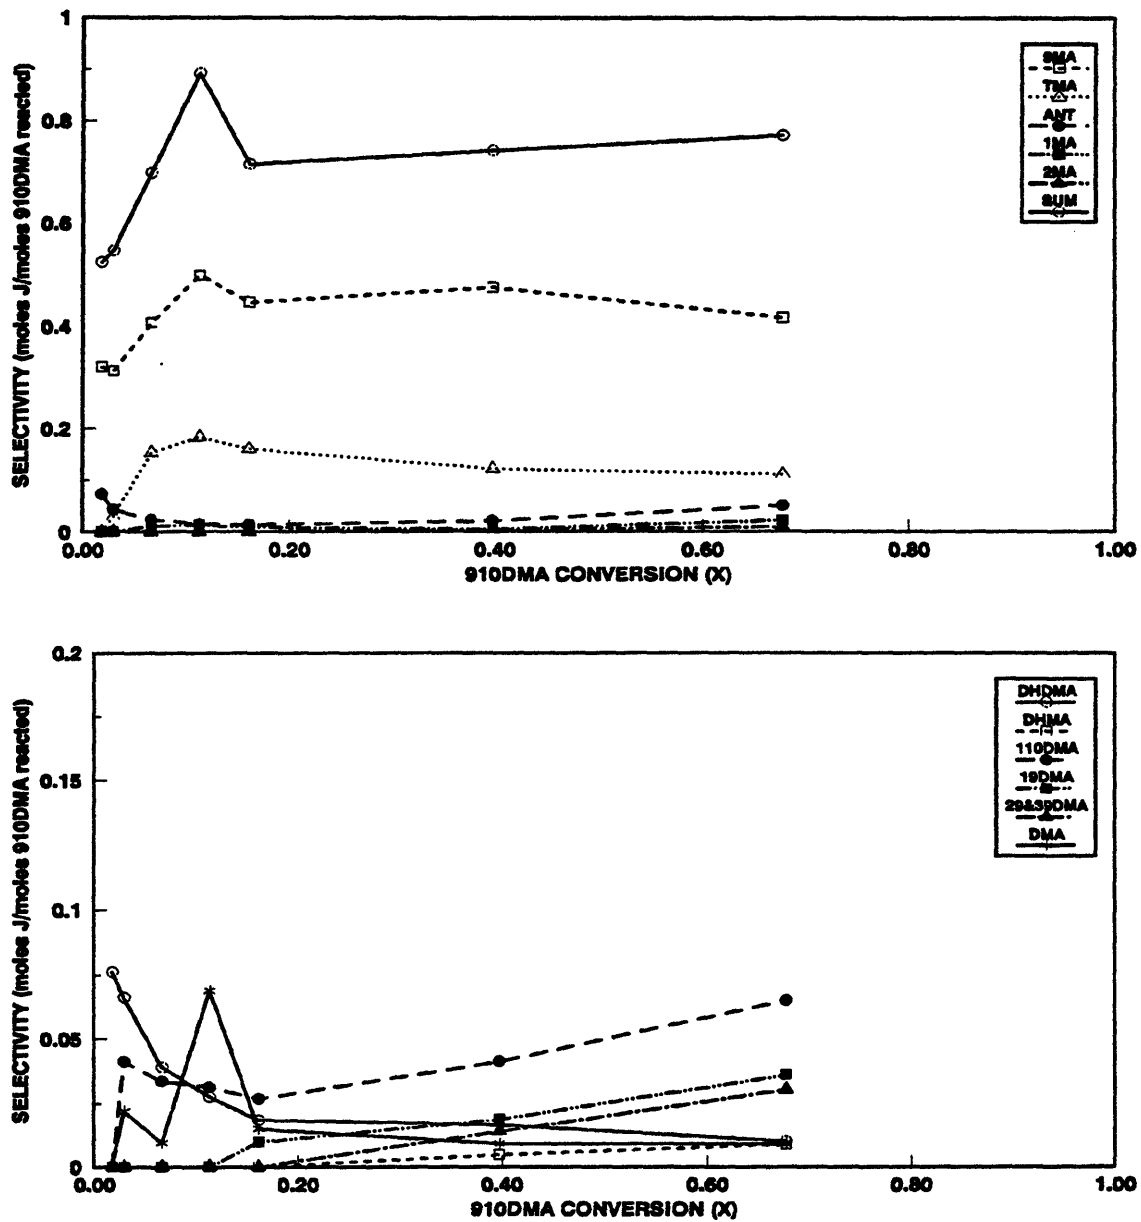 1
0.8
0.6
0.4
0.2
0
SELECTIVITY (moles J/moles 910DMA reacted)
0.00 0.20 0.40 0.60 0.80 1.00
910DMA CONVERSION (X)
9MA
TMA
ANT
1MA
2MA
SUM
0.2
0.15
0.1
0.05
0
SELECTIVITY (moles J/moles 910DMA reacted)
0.00 0.20 0.40 0.60 0.80 1.00
910DMA CONVERSION (X)
DHDMA
DHMA
110DMA
19DMA
29&39DMA
DMA